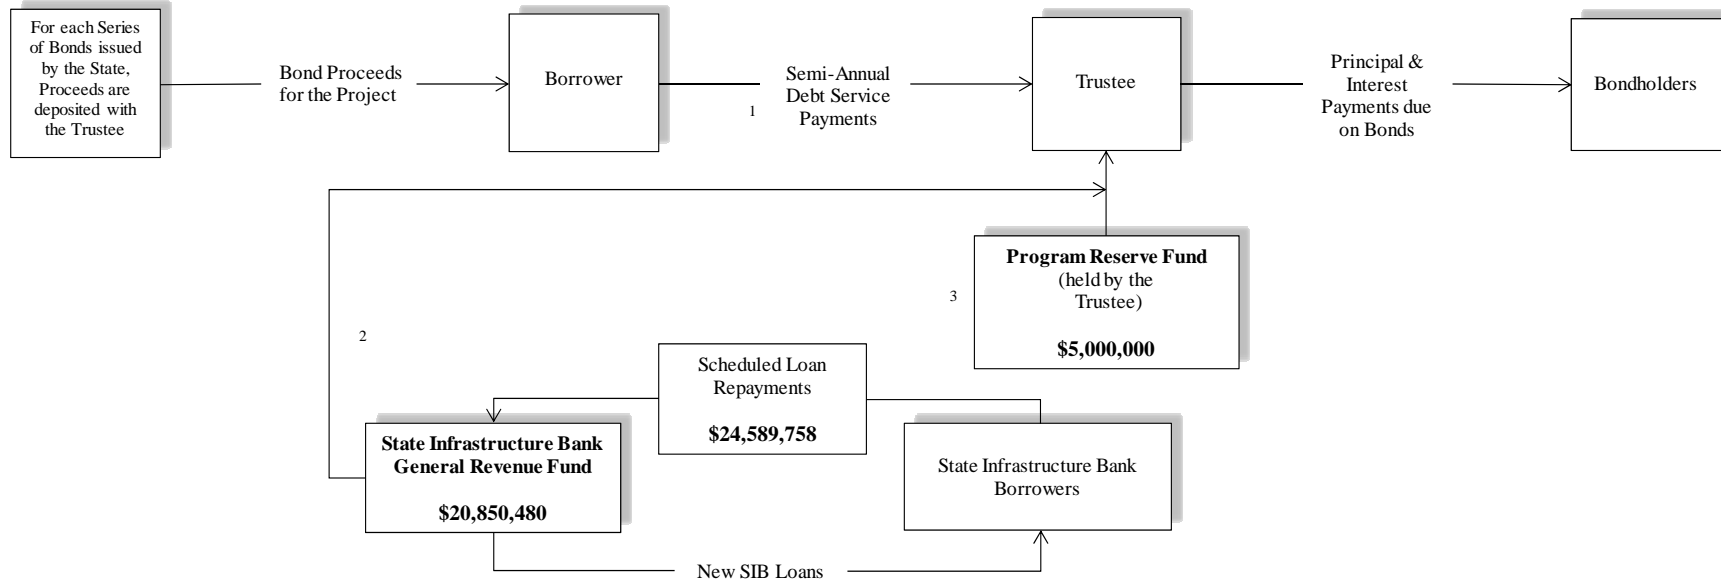 For each Series
of Bonds issued
by the State,
Proceeds are
deposited with
the Trustee
Bond Proceeds
for the Project
Borrower
1
Semi-Annual
Debt Service
Payments
Trustee
Principal &
Interest
Payments due
on Bonds
Bondholders
2
3
Program Reserve Fund
(held by the
Trustee)
$5,000,000
Scheduled Loan
Repayments
$24,589,758
State Infrastructure Bank
General Revenue Fund
$20,850,480
State Infrastructure Bank
Borrowers
New SIB Loans